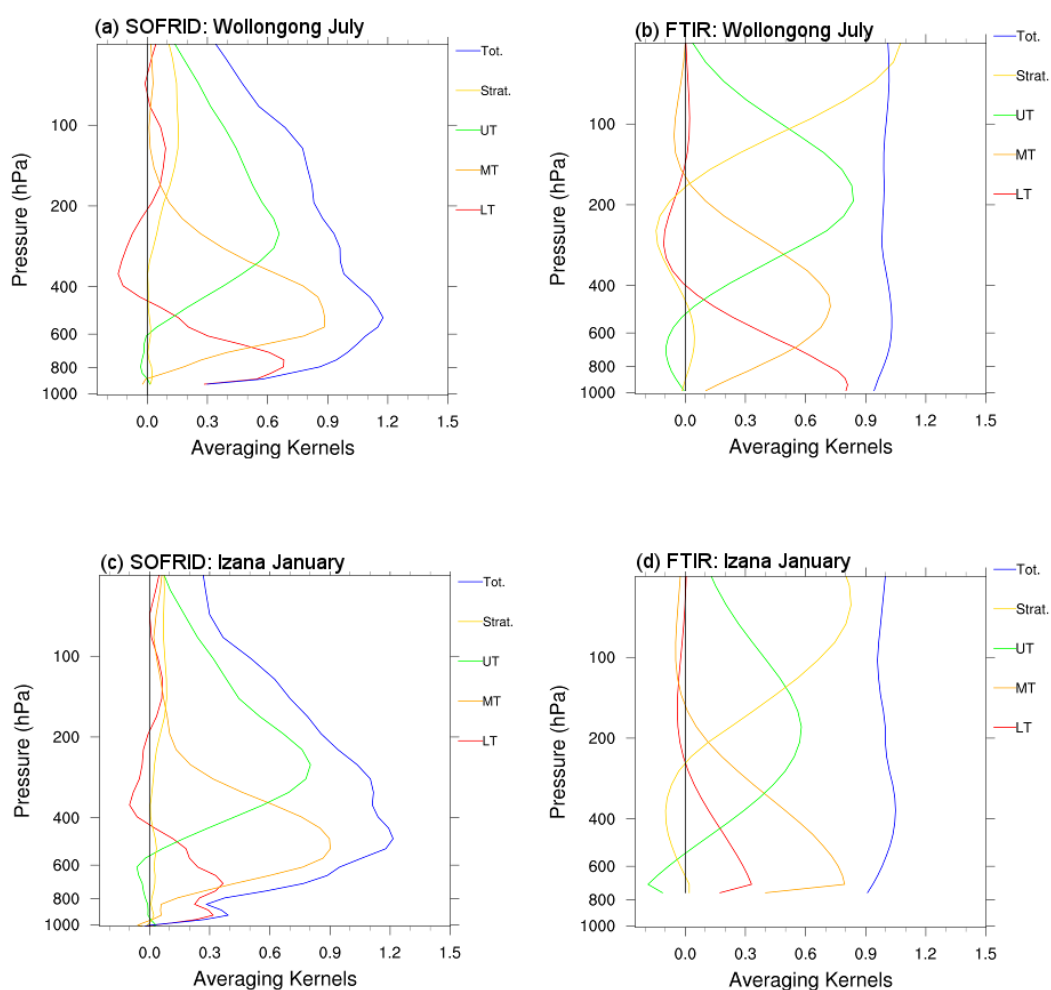 (a) SOFRID: Wollongong July
Tot.
Strat.
UT
MT
LT
100
200
400
600
800
1000
Pressure (hPa)
0.0 0.3 0.6 0.9 1.2 1.5
Averaging Kernels
(b) FTIR: Wollongong July
Tot.
Strat.
UT
MT
LT
100
200
400
600
800
1000
Pressure (hPa)
0.0 0.3 0.6 0.9 1.2 1.5
Averaging Kernels
(c) SOFRID: Izana January
Tot.
Strat.
UT
MT
LT
100
200
400
600
800
1000
Pressure (hPa)
0.0 0.3 0.6 0.9 1.2 1.5
Averaging Kernels
(d) FTIR: Izana January
Tot.
Strat.
UT
MT
LT
100
200
400
600
800
1000
Pressure (hPa)
0.0 0.3 0.6 0.9 1.2 1.5
Averaging Kernels